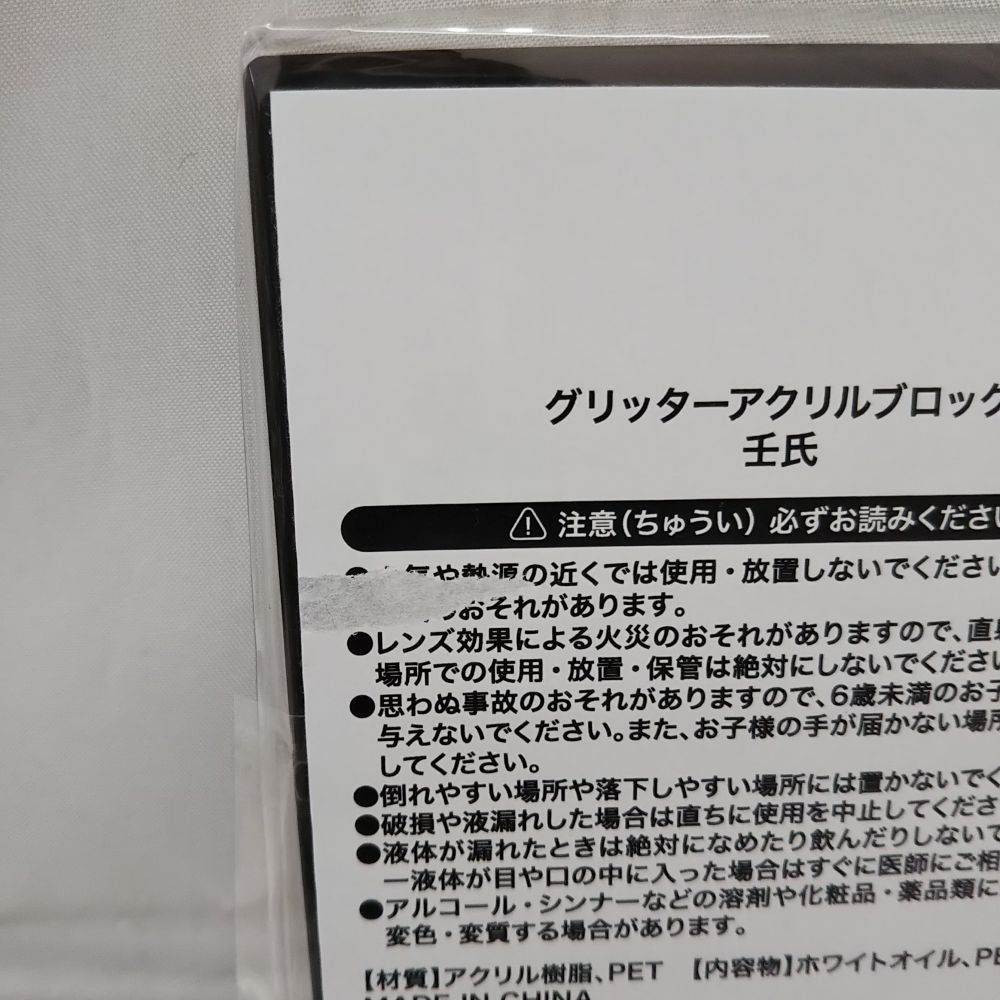 グリッターアクリルブロック
壬氏
注意(ちゅうい) 必ずお読みください
気や熱源の近くでは使用・放置しないでください
おそれがあります。
●レンズ効果による火災のおそれがありますので、直射
場所での使用・放置・保管は絶対にしないでください
●思わぬ事故のおそれがありますので、6歳未満のお子
与えないでください。また、お子様の手が届かない場所
してください。
●倒れやすい場所や落下しやすい場所には置かないでく
●破損や液漏れした場合は直ちに使用を中止してくださ
●液体が漏れたときは絶対になめたり飲んだりしないで
一液体が目や口の中に入った場合はすぐに医師にご相
●アルコール・シンナーなどの溶剤や化粧品・薬品類に
変色・変質する場合があります。
【材質】アクリル樹脂、PET 【内容物】ホワイトオイル、PE
MADE IN CHINA